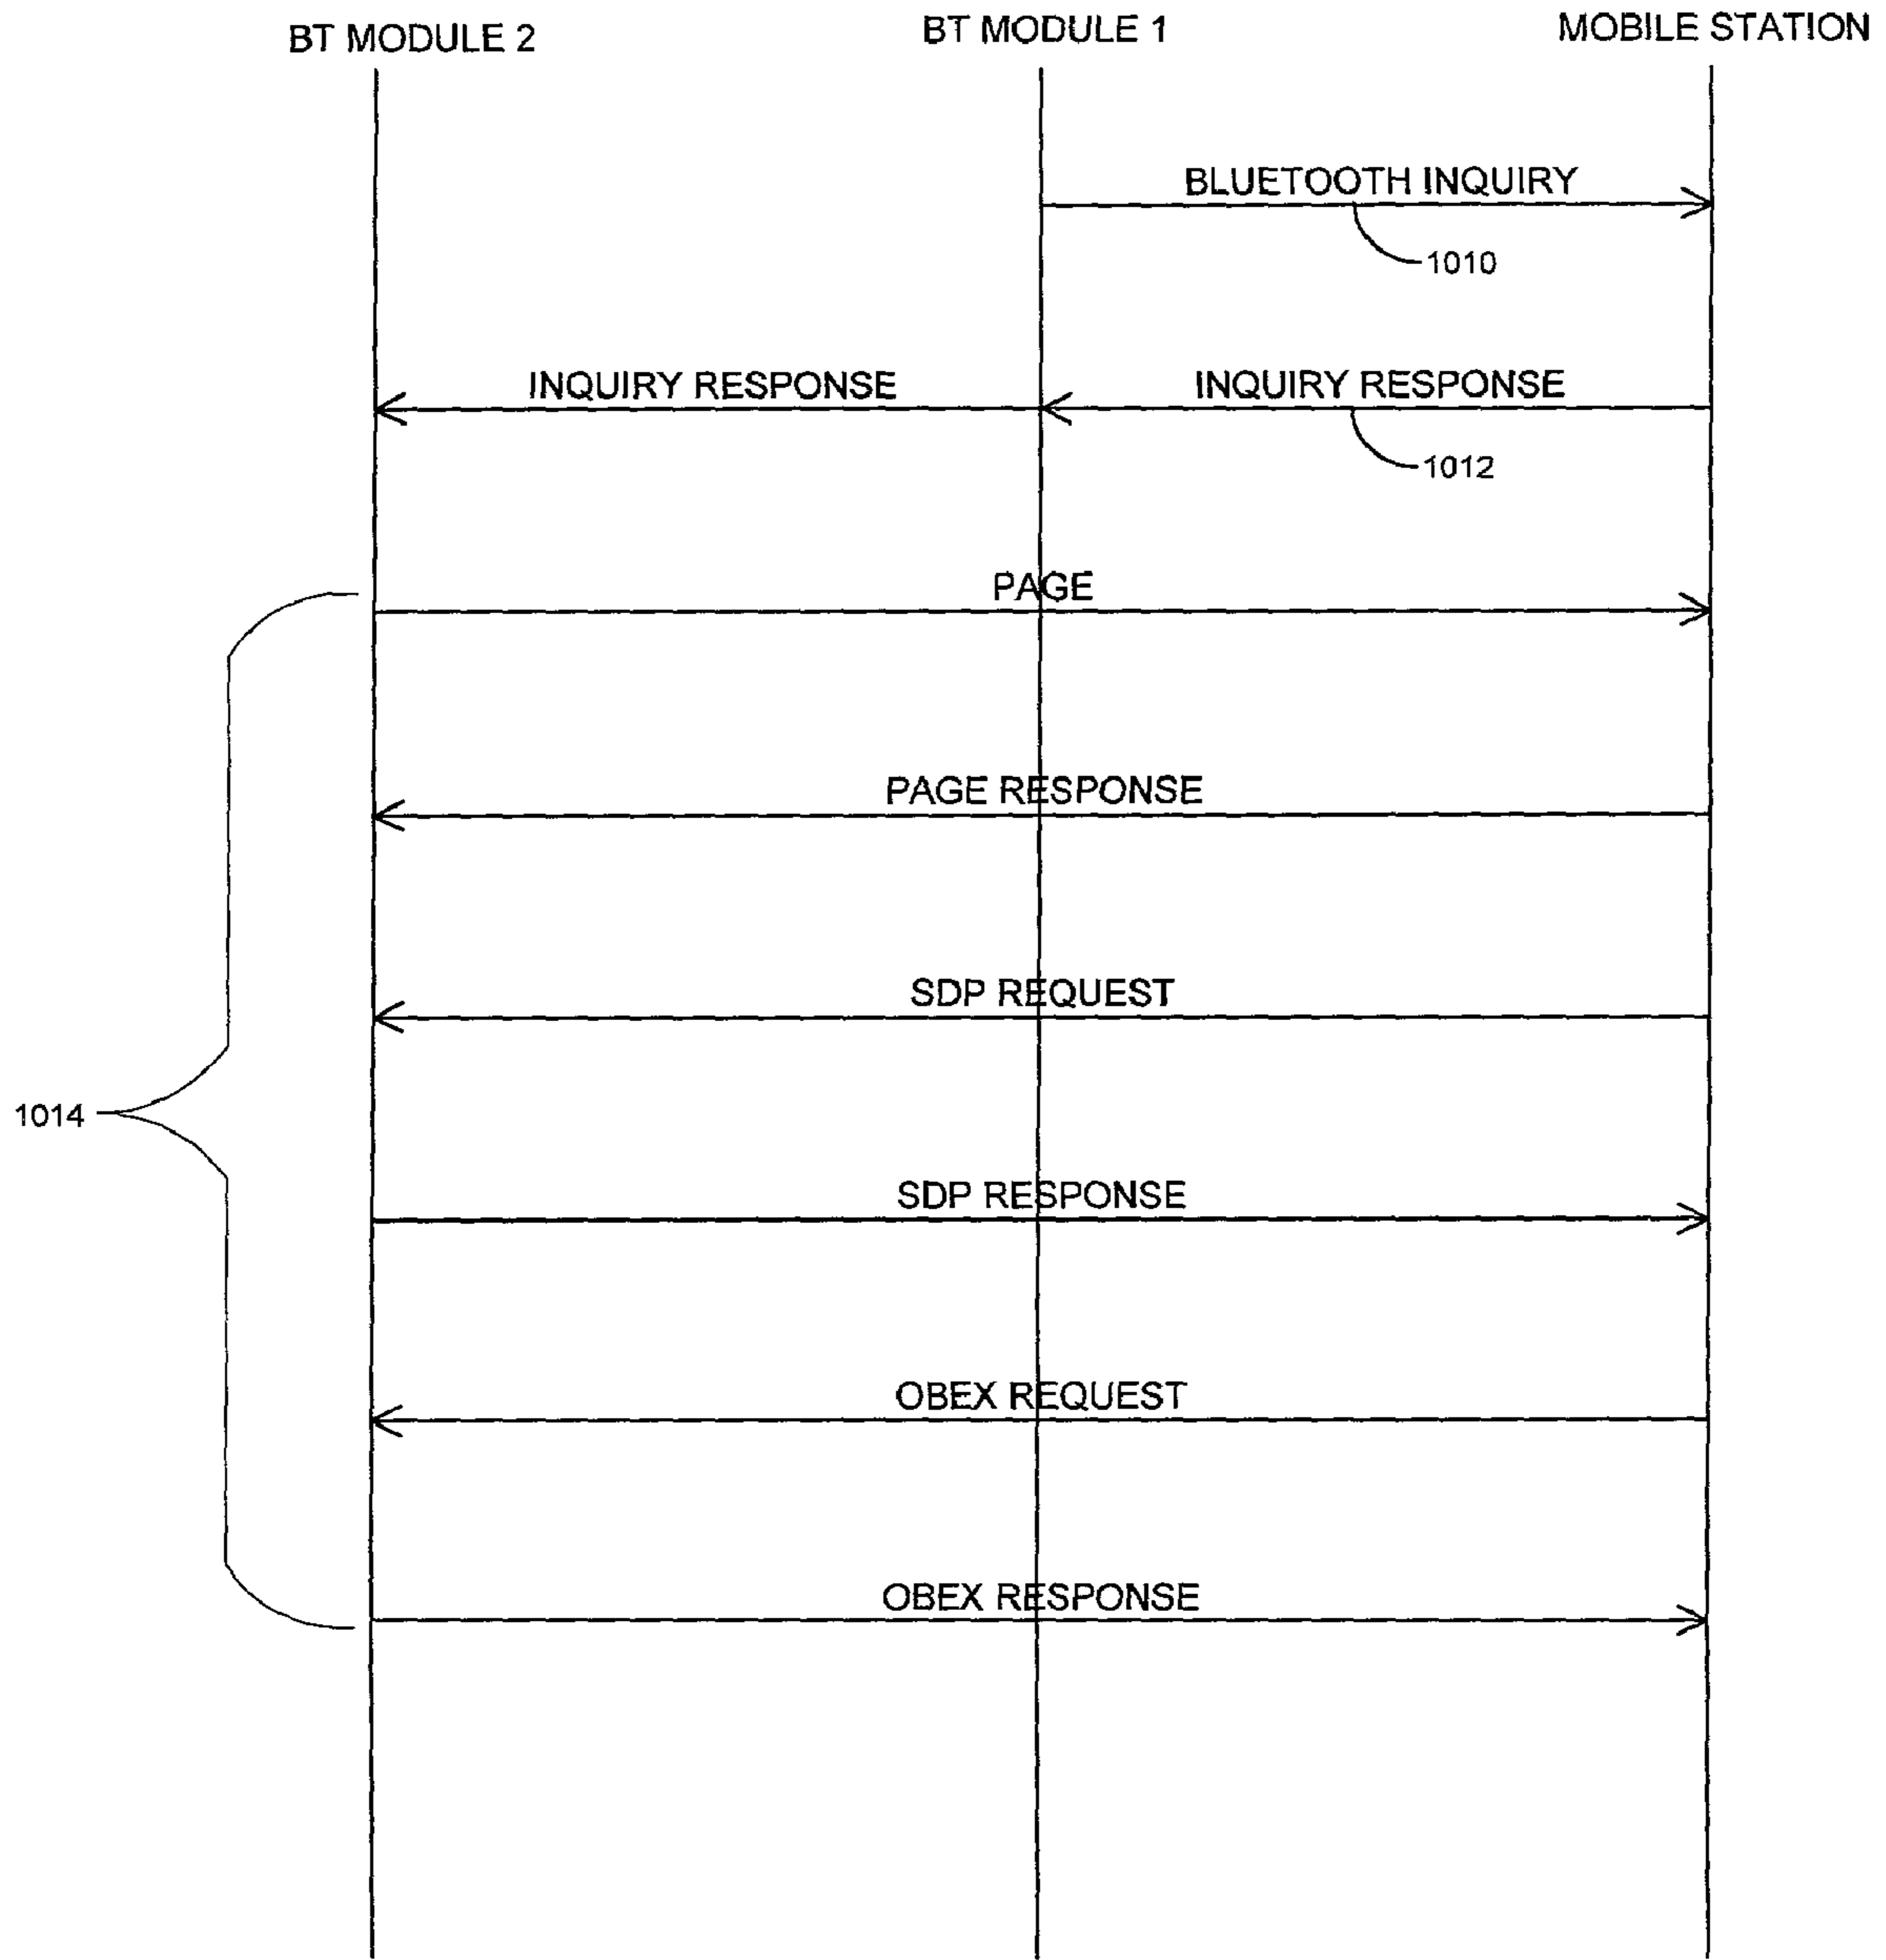 BT MODULE 2
BT MODULE 1
MOBILE STATION
BLUETOOTH INQUIRY
1010
INQUIRY RESPONSE
INQUIRY RESPONSE
1012
PAGE
PAGE RESPONSE
SDP REQUEST
1014
SDP RESPONSE
OBEX REQUEST
OBEX RESPONSE